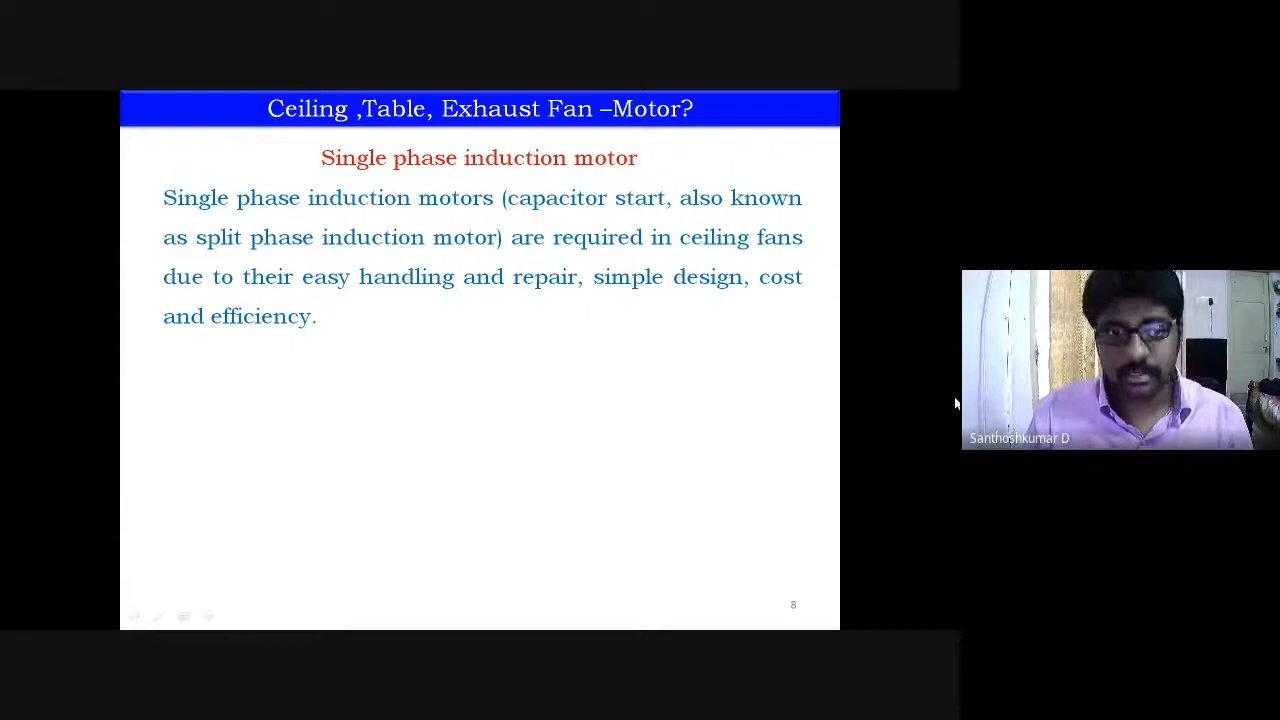 Ceiling ,Table, Exhaust Fan –Motor?
Single phase induction motor
Single phase induction motors (capacitor start, also known
as split phase induction motor) are required in ceiling fans
due to their easy handling and repair, simple design, cost
and efficiency.
8
Santhoshkumar D